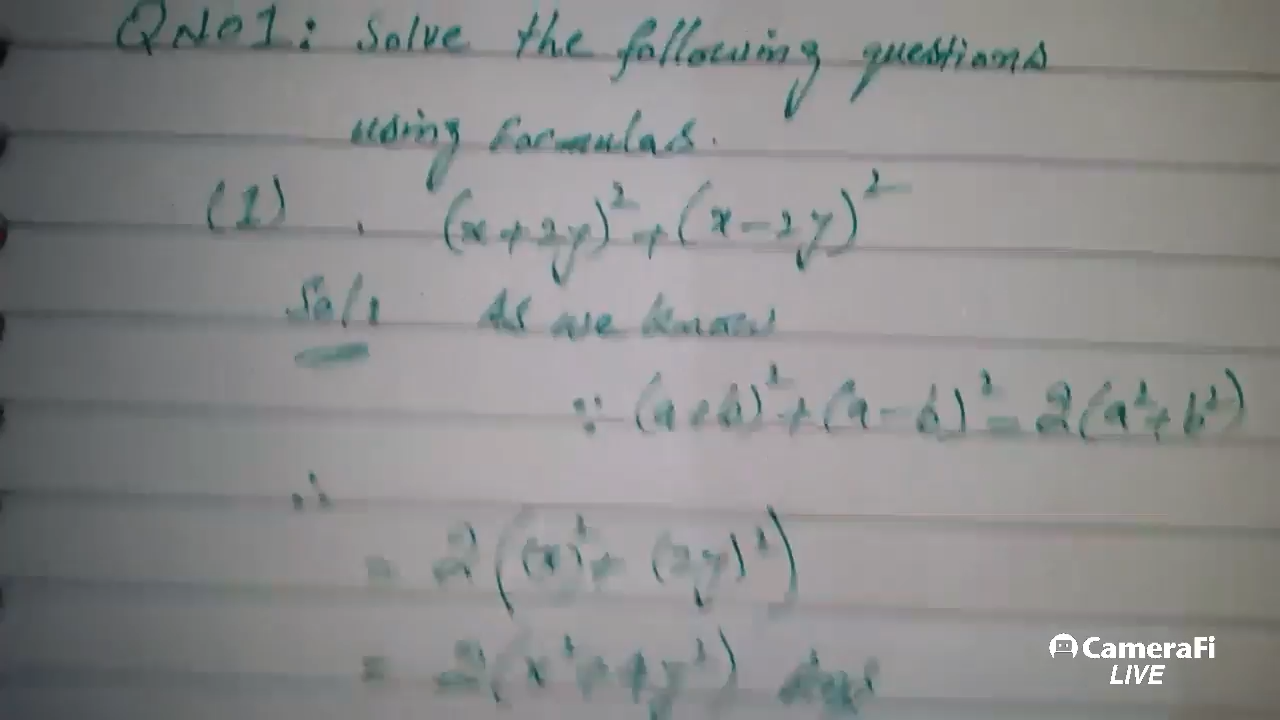 QNo1: Solve the following questions
using Formulas.
(1) . (x+2y)²+(x-2y)²
Sol: As we know
∵ (a+b)²+(a-b)²=2(a²+b²)
∴
= 2((x)²+(2y)²)
= 2(x²+4y²) Ans
CameraFi
LIVE